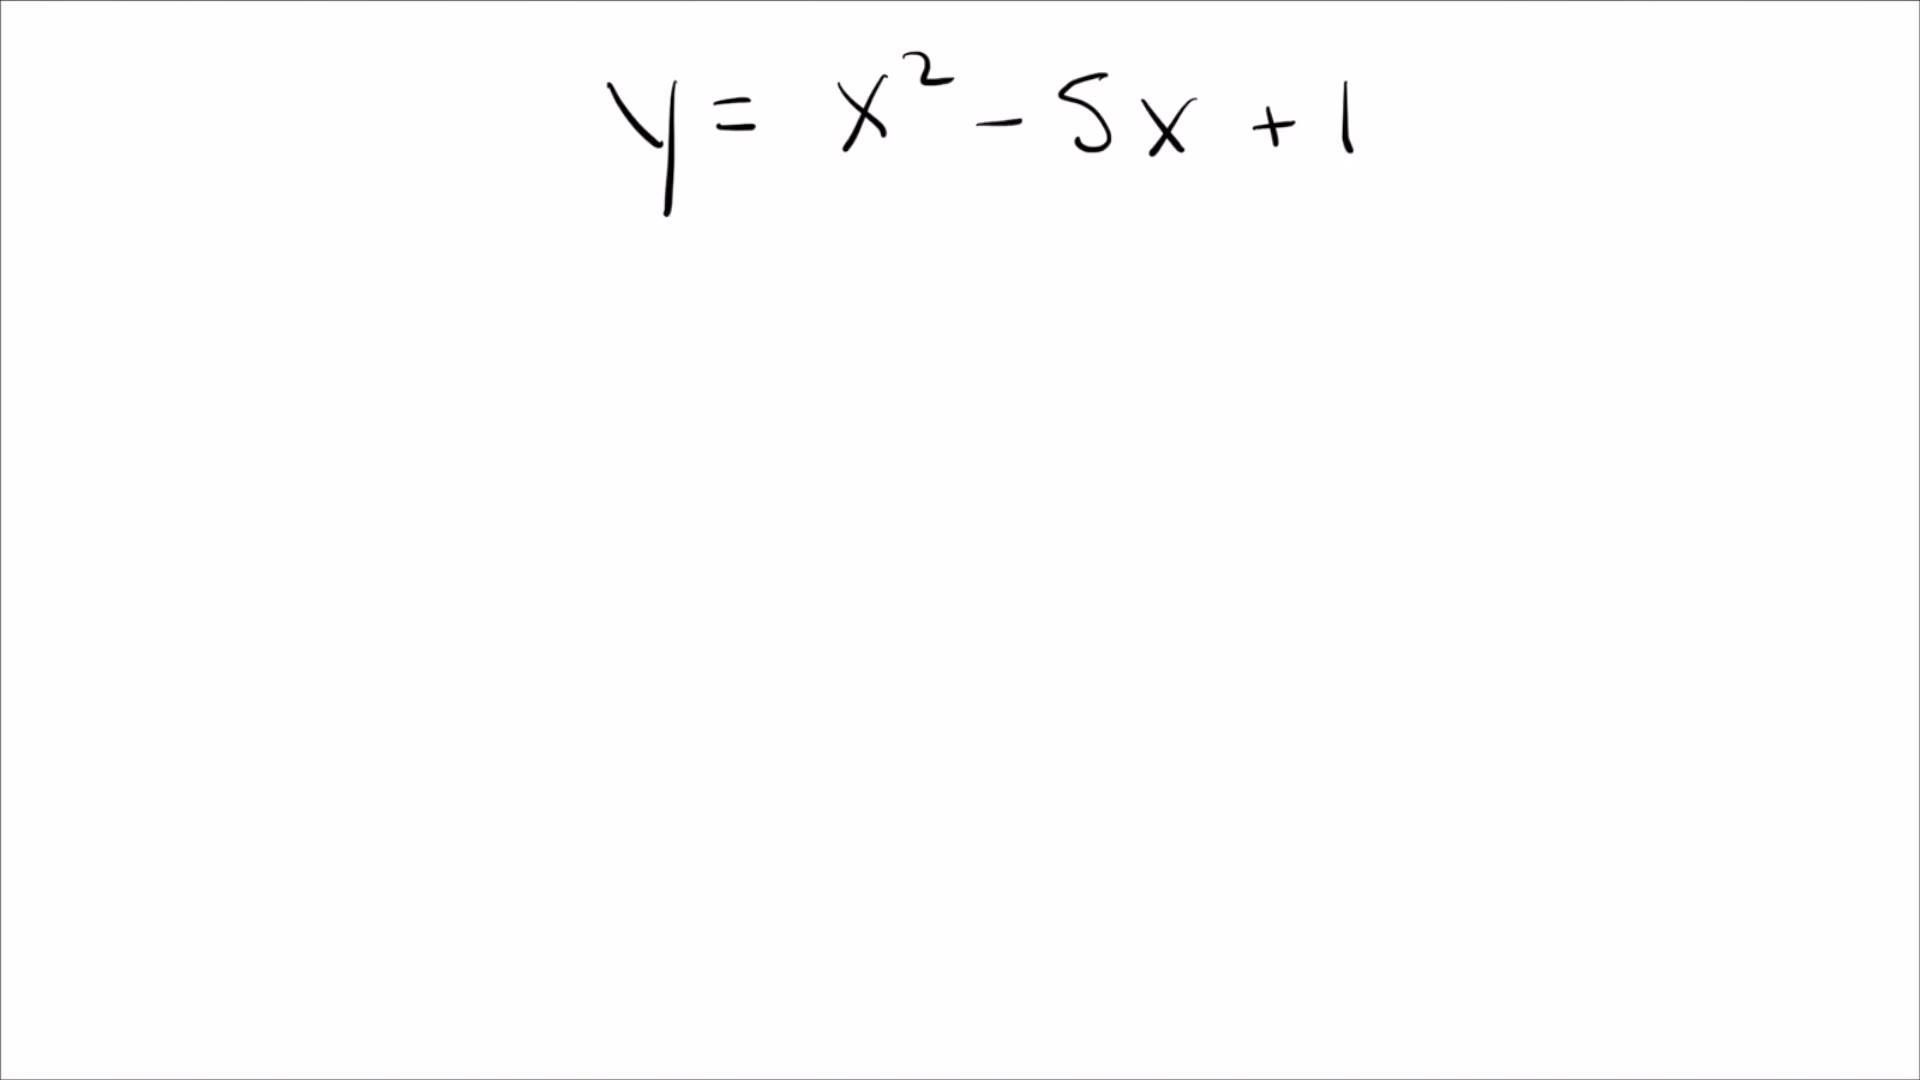 y = x² - 5x + 1